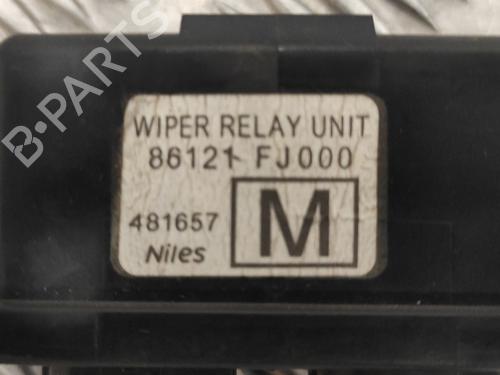 WIPER RELAY UNIT
86121 FJ000
481657
M
Niles
B-PARTS